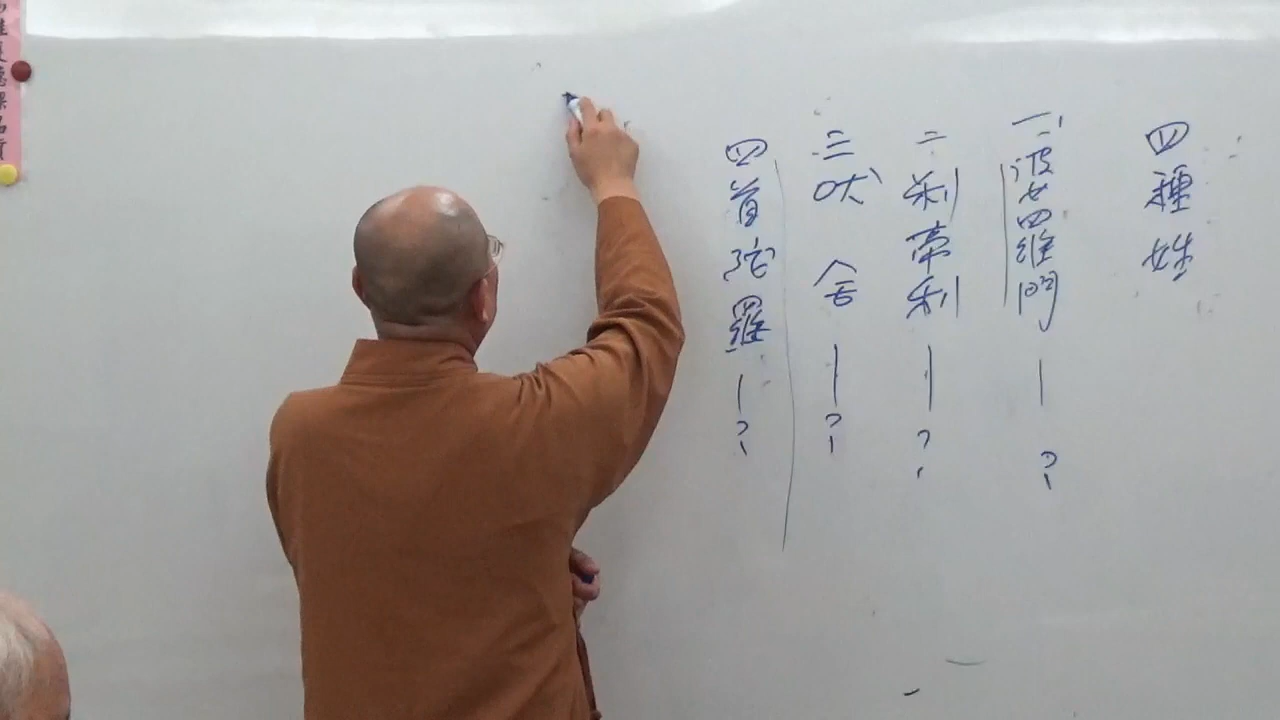 四種姓
一、婆羅門—?
二剎帝利—?
三吠舍—?
四首陀羅—?